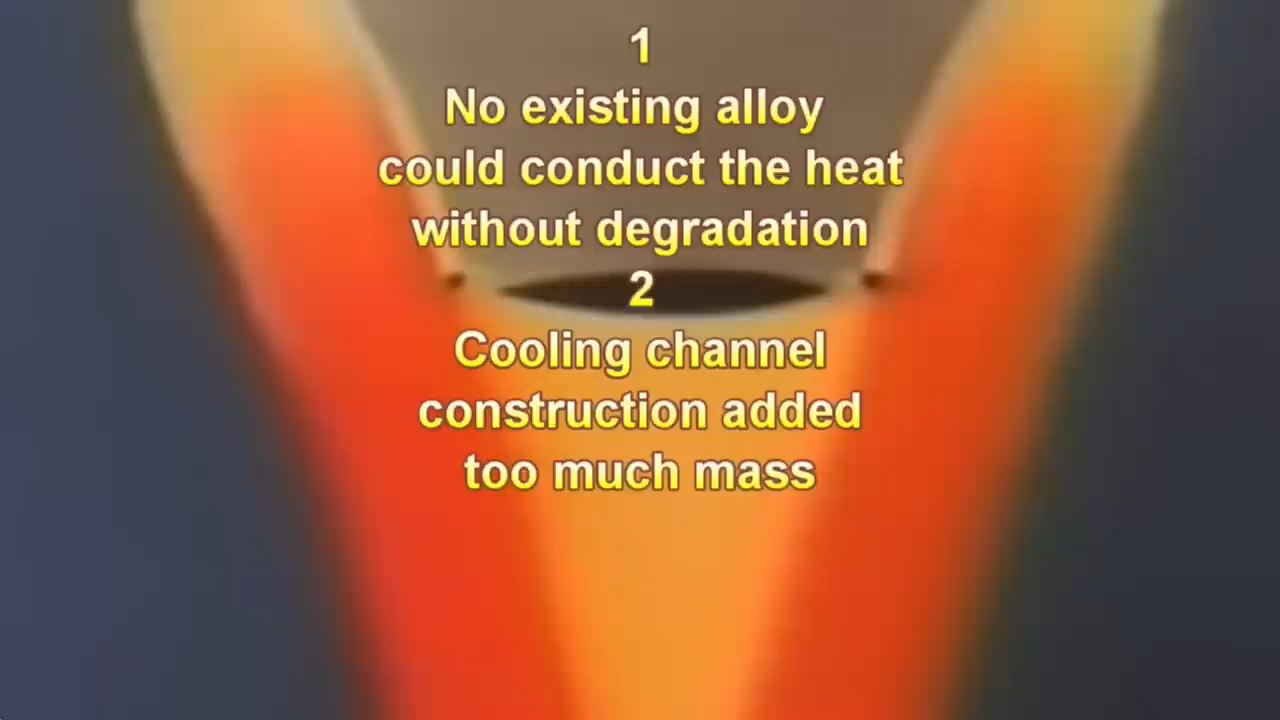 1
No existing alloy
could conduct the heat
without degradation
2
Cooling channel
construction added
too much mass